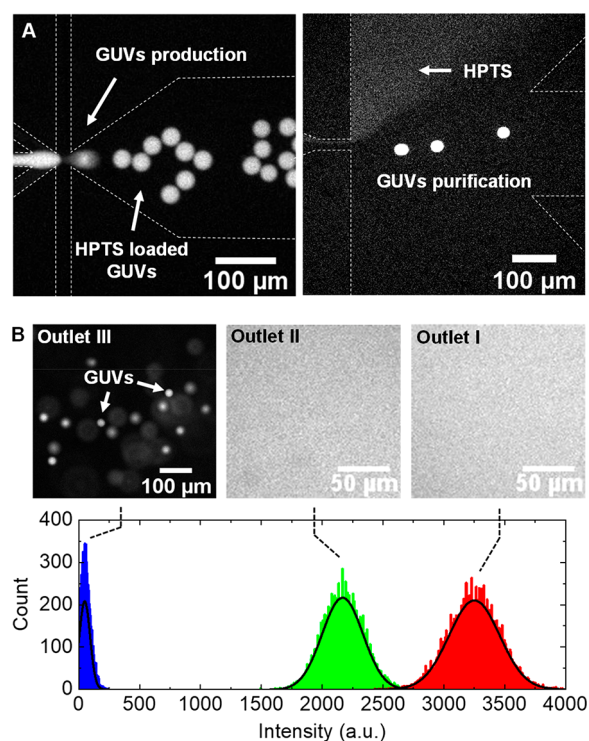 A
GUVs production
HPTS loaded
GUVs
100 µm
HPTS
GUVs purification
100 µm
B
Outlet III
GUVs
100 µm
Outlet II
50 µm
Outlet I
50 µm
400
300
200
100
0
Count
0 500 1000 1500 2000 2500 3000 3500 4000
Intensity (a.u.)